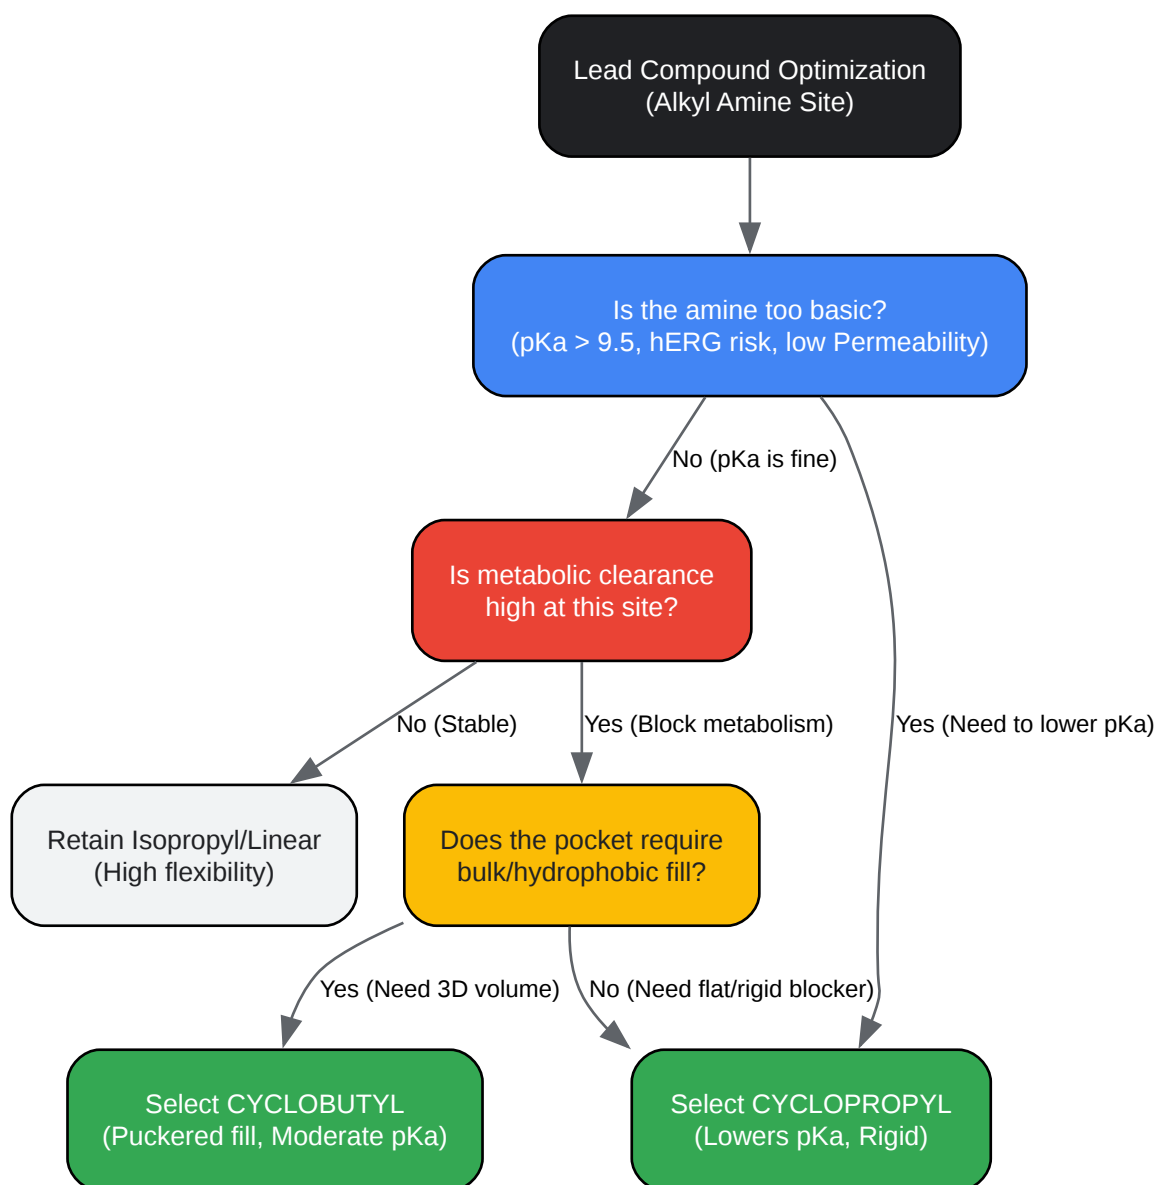 Lead Compound Optimization
(Alkyl Amine Site)
Is the amine too basic?
(pKa > 9.5, hERG risk, low Permeability)
No (pKa is fine)
Is metabolic clearance
high at this site?
No (Stable)
Yes (Block metabolism)
Yes (Need to lower pKa)
Retain Isopropyl/Linear
(High flexibility)
Does the pocket require
bulk/hydrophobic fill?
Yes (Need 3D volume)
No (Need flat/rigid blocker)
Select CYCLOBUTYL
(Puckered fill, Moderate pKa)
Select CYCLOPROPYL
(Lowers pKa, Rigid)